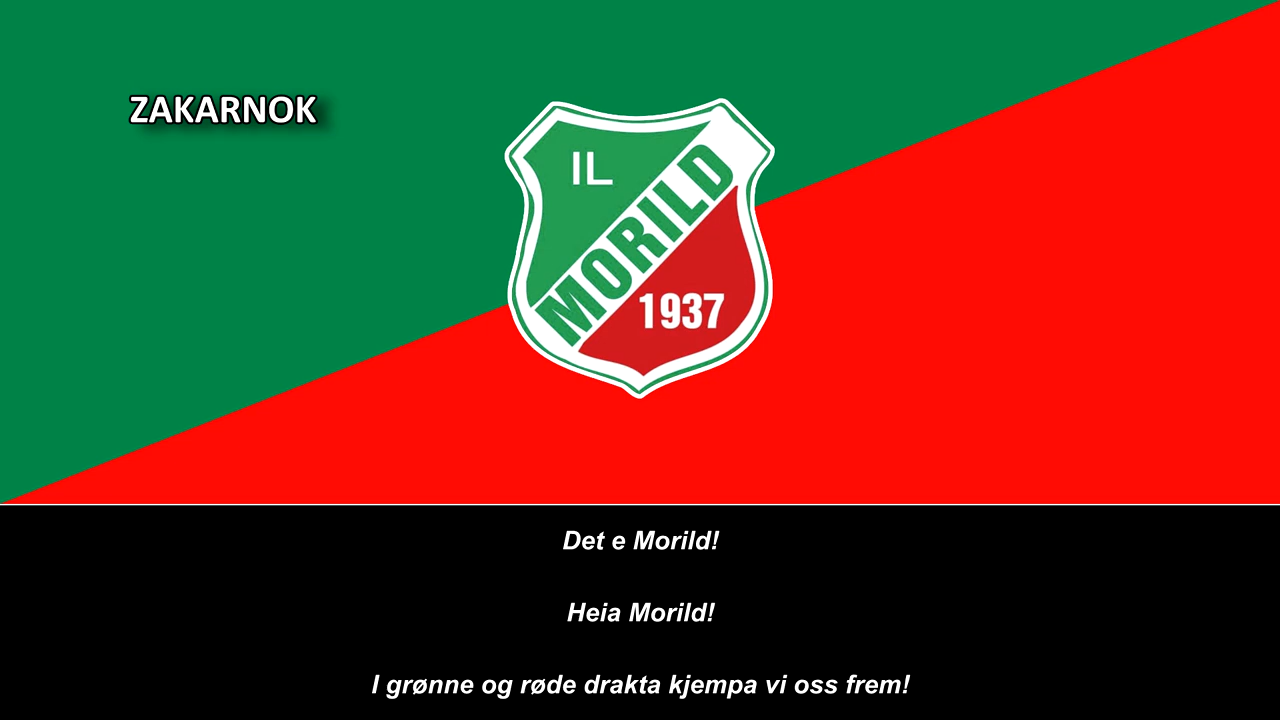 ZAKARNOK
IL
MORILD
1937
Det e Morild!
Heia Morild!
I grønne og røde drakta kjempa vi oss frem!